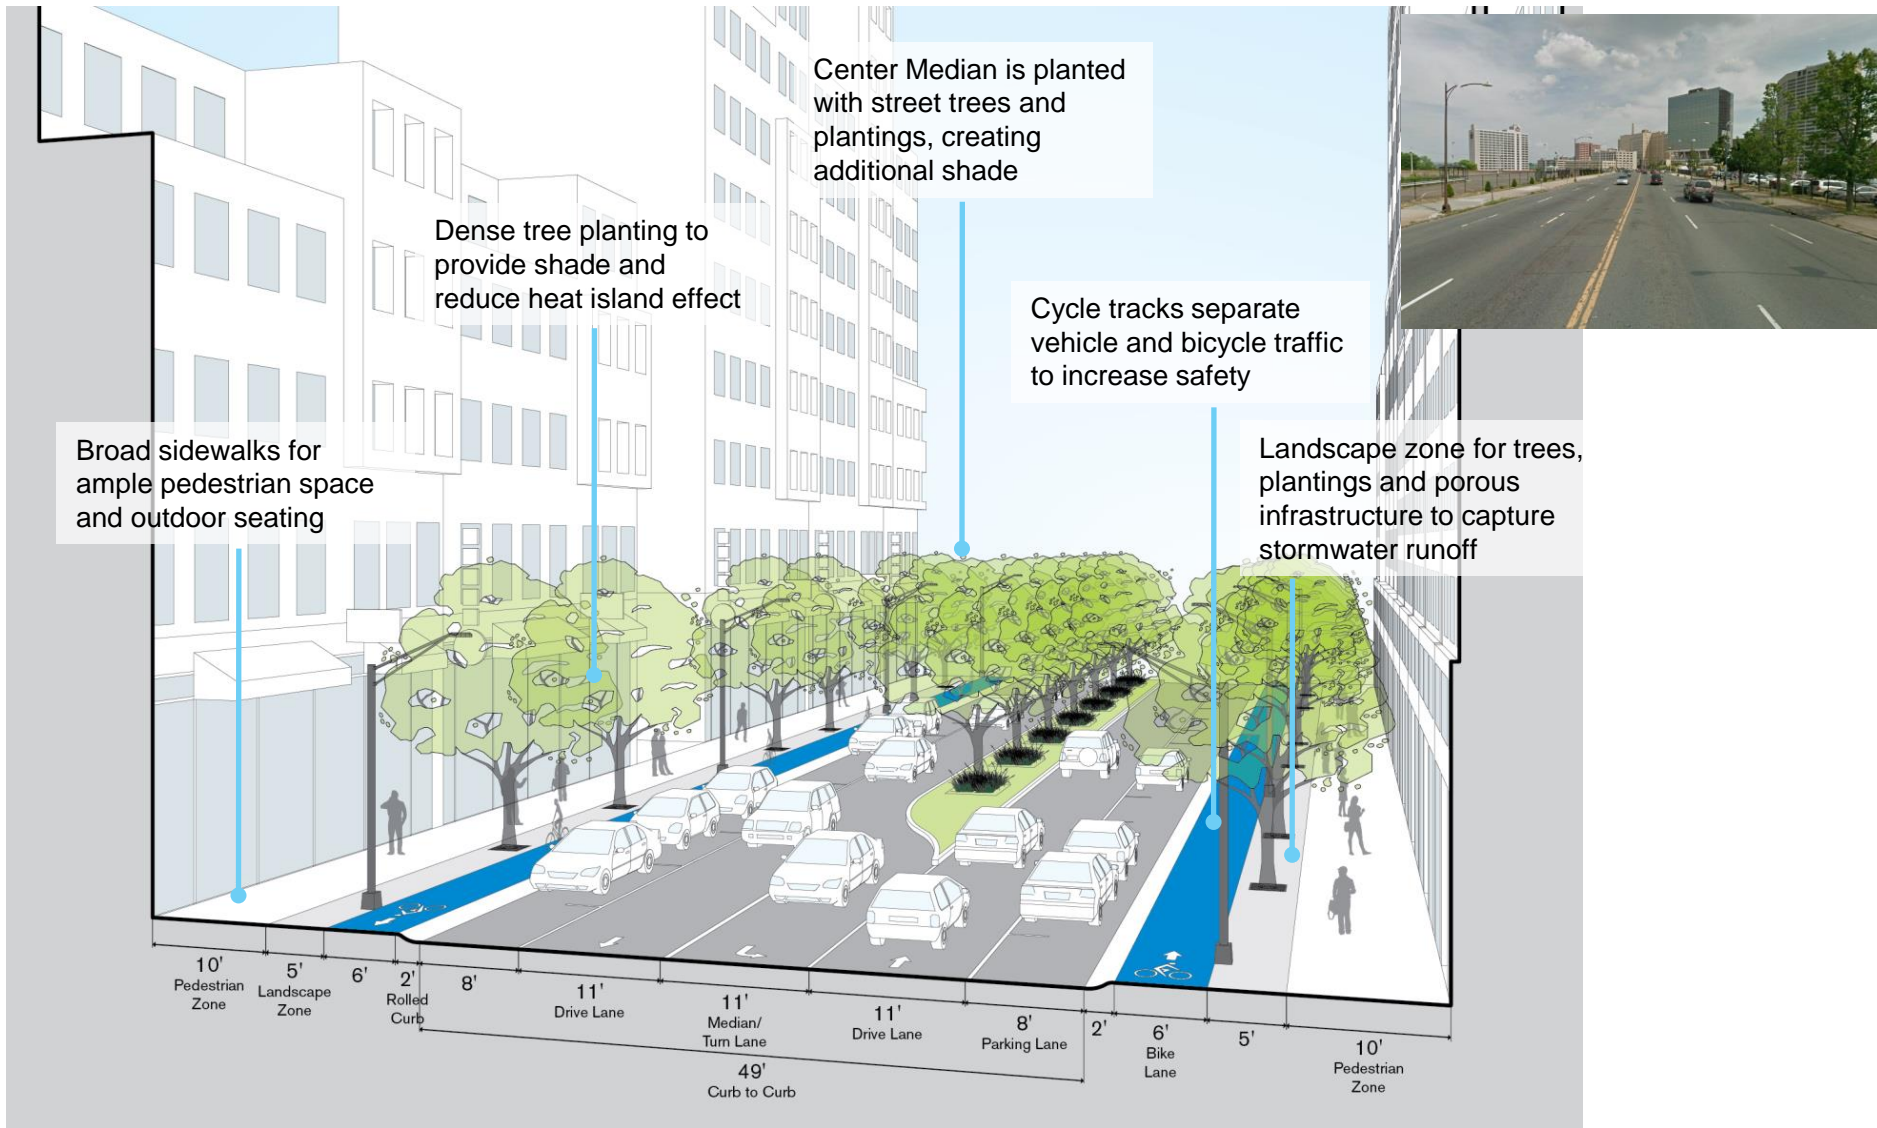 Center Median is planted
with street trees and
plantings, creating
additional shade
Dense tree planting to
provide shade and
reduce heat island effect
Cycle tracks separate
vehicle and bicycle traffic
to increase safety
Broad sidewalks for
ample pedestrian space
and outdoor seating
Landscape zone for trees,
plantings and porous
infrastructure to capture
stormwater runoff
10'
Pedestrian
Zone
5'
Landscape
Zone
6'
2'
Rolled
Curb
8'
11'
Drive Lane
11'
Median/
Turn Lane
11'
Drive Lane
8'
Parking Lane
2'
6'
Bike
Lane
5'
10'
Pedestrian
Zone
49'
Curb to Curb